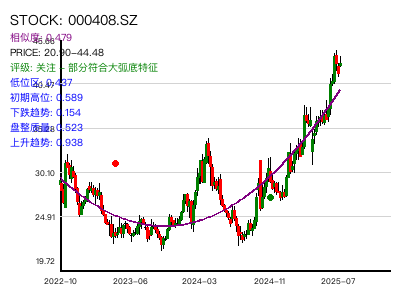 STOCK: 000408.SZ
相似度: 0.479
PRICE: 20.90-44.48
评级: 关注 - 部分符合大弧底特征
低位区: 0.437
初期高位: 0.589
下跌趋势: 0.154
盘整质量: 0.523
上升趋势: 0.938
30.10
24.91
19.72
2022-10
2023-06
2024-03
2024-11
2025-07